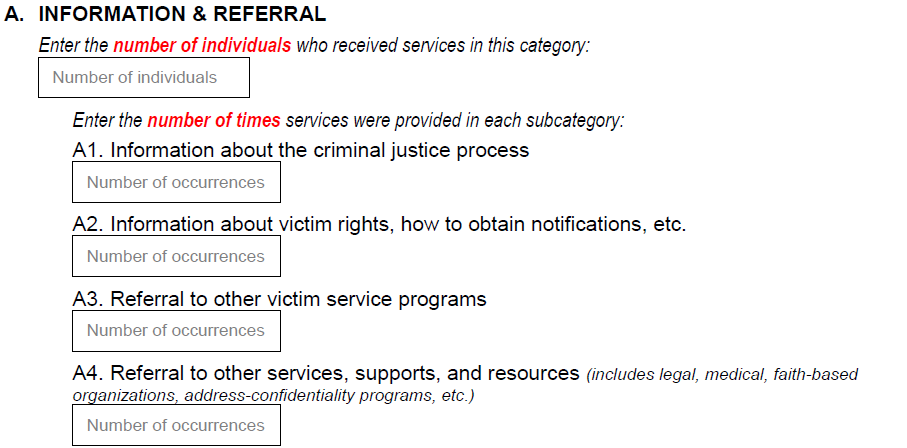 A. INFORMATION & REFERRAL
Enter the number of individuals who received services in this category:
Number of individuals
Enter the number of times services were provided in each subcategory:
A1. Information about the criminal justice process
Number of occurrences
A2. Information about victim rights, how to obtain notifications, etc.
Number of occurrences
A3. Referral to other victim service programs
Number of occurrences
A4. Referral to other services, supports, and resources (includes legal, medical, faith-based
organizations, address-confidentiality programs, etc.)
Number of occurrences